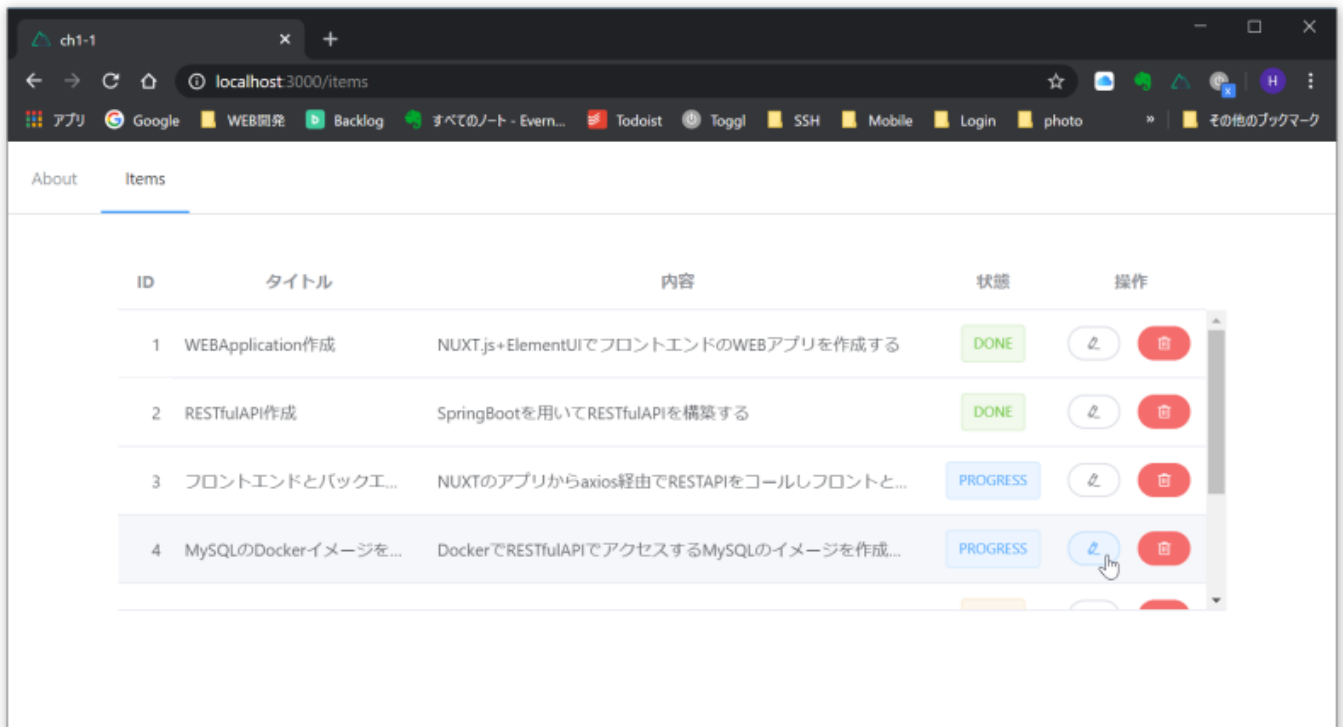 ch1-1
localhost:3000/items
H
アプリ Google WEB開発 Backlog すべてのノート - Evern... Todoist Toggl SSH Mobile Login photo » その他のブックマーク
About Items
ID タイトル 内容 状態 操作
1 WEBApplication作成 NUXT.js+ElementUIでフロントエンドのWEBアプリを作成する DONE
2 RESTfulAPI作成 SpringBootを用いてRESTfulAPIを構築する DONE
3 フロントエンドとバックエ... NUXTのアプリからaxios経由でRESTAPIをコールしフロントと... PROGRESS
4 MySQLのDockerイメージを... DockerでRESTfulAPIでアクセスするMySQLのイメージを作成... PROGRESS